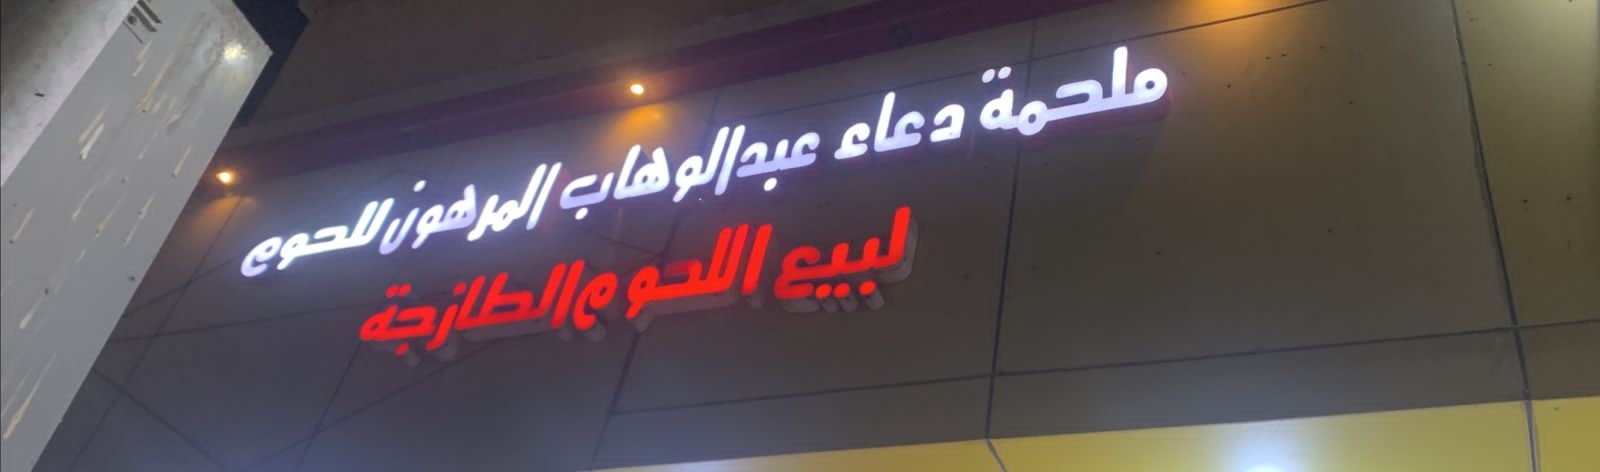 ملحمة دعاء عبدالوهاب المرهون للحوم
لبيع اللحوم الطازجة